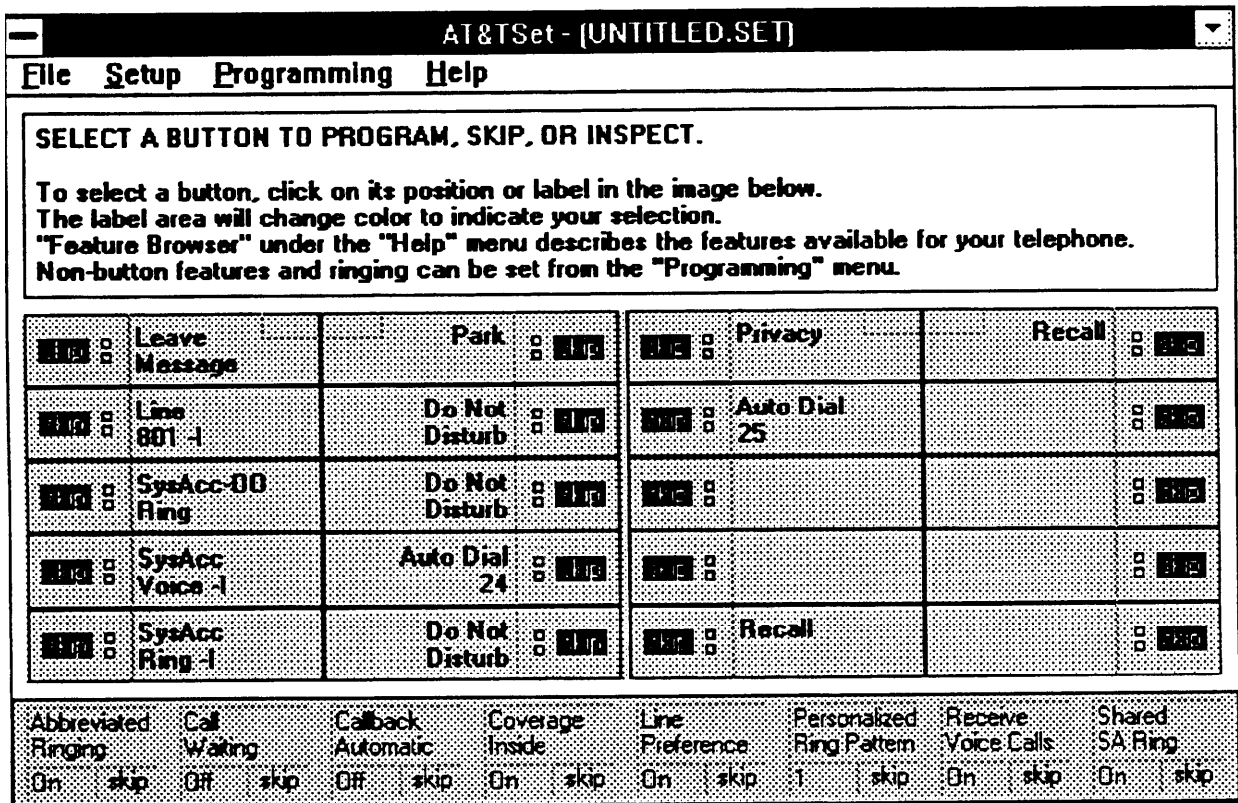 AT&TSet - [UNTITLED.SET]
File Setup Programming Help
SELECT A BUTTON TO PROGRAM, SKIP, OR INSPECT.
To select a button, click on its position or label in the image below.
The label area will change color to indicate your selection.
"Feature Browser" under the "Help" menu describes the features available for your telephone.
Non-button features and ringing can be set from the "Programming" menu.
Leave
Message
Park
Privacy
Recall
Line
801 -I
Do Not
Disturb
Auto Dial
25
SysAcc-OO
Ring
Do Not
Disturb
SysAcc
Voice -I
Auto Dial
24
SysAcc
Ring -I
Do Not
Disturb
Recall
Abbreviated
Ringing
On skip
Call
Waiting
Off skip
Callback
Automatic
Off skip
Coverage
Inside
On skip
Line
Preference
On skip
Personalized
Ring Pattern
1 skip
Receive
Voice Calls
On skip
Shared
SA Ring
On skip